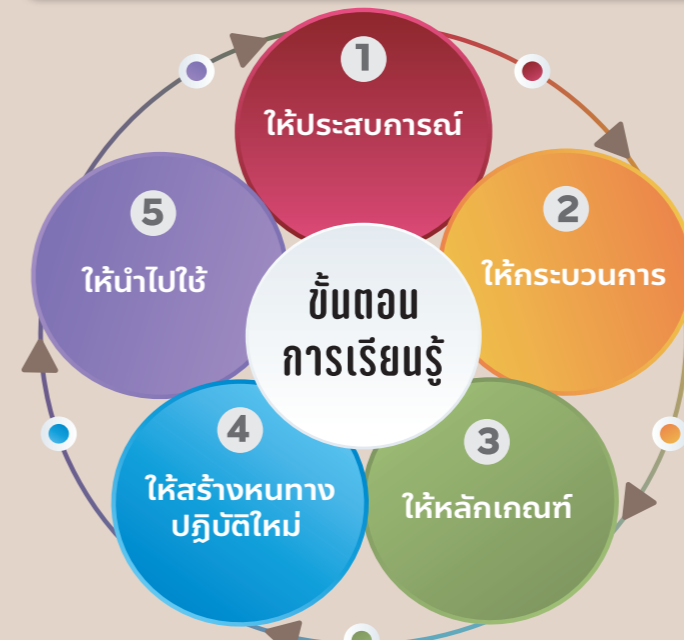 1
ให้ประสบการณ์
2
ให้กระบวนการ
3
ให้หลักเกณฑ์
4
ให้สร้างหนทาง
ปฏิบัติใหม่
5
ให้นำไปใช้
ขั้นตอน
การเรียนรู้